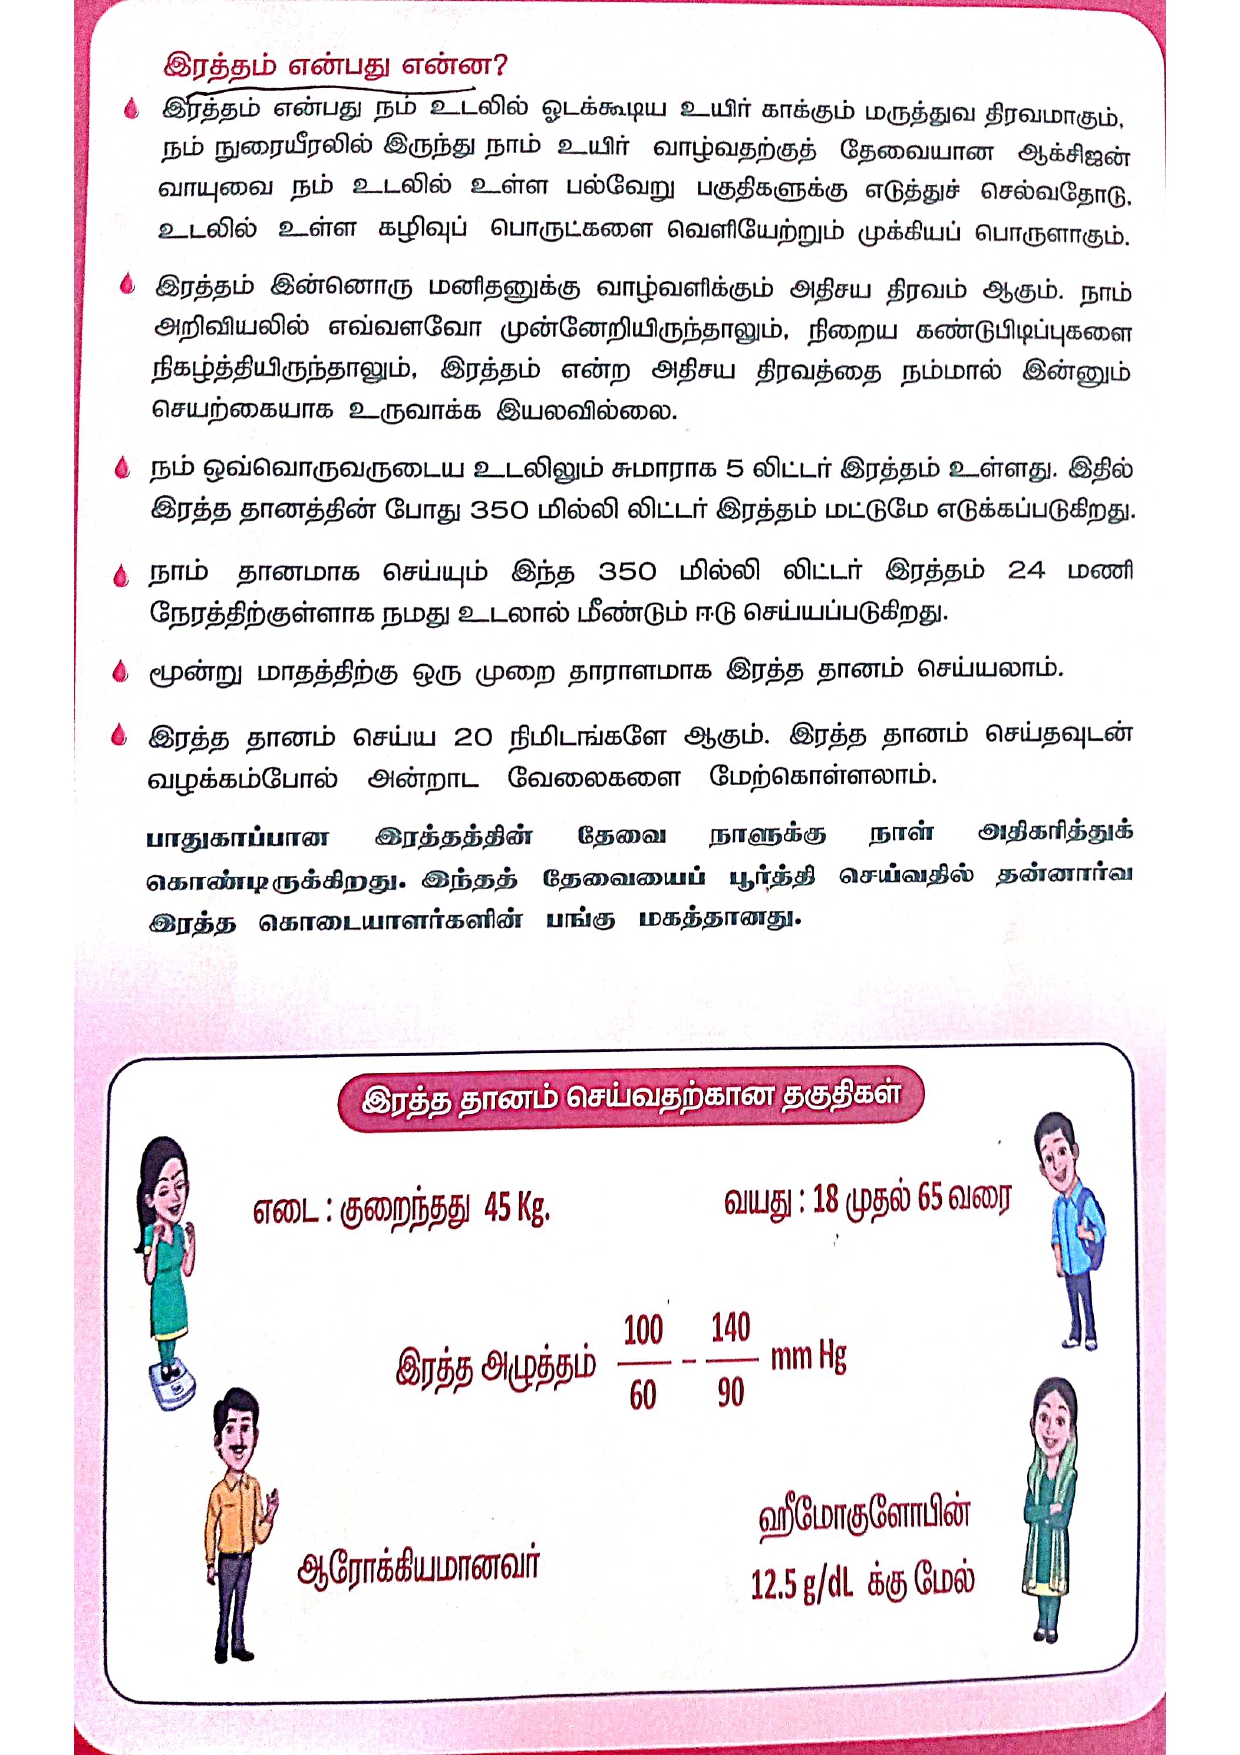 இரத்தம் என்பது என்ன?
இரத்தம் என்பது நம் உடலில் ஓடக்கூடிய உயிர் காக்கும் மருத்துவ திரவமாகும்,
நம் நுரையீரலில் இருந்து நாம் உயிர் வாழ்வதற்குத் தேவையான ஆக்சிஜன்
வாயுவை நம் உடலில் உள்ள பல்வேறு பகுதிகளுக்கு எடுத்துச் செல்வதோடு,
உடலில் உள்ள கழிவுப் பொருட்களை வெளியேற்றும் முக்கியப் பொருளாகும்.
இரத்தம் இன்னொரு மனிதனுக்கு வாழ்வளிக்கும் அதிசய திரவம் ஆகும். நாம்
அறிவியலில் எவ்வளவோ முன்னேறியிருந்தாலும், நிறைய கண்டுபிடிப்புகளை
நிகழ்த்தியிருந்தாலும், இரத்தம் என்ற அதிசய திரவத்தை நம்மால் இன்னும்
செயற்கையாக உருவாக்க இயலவில்லை.
நம் ஒவ்வொருவருடைய உடலிலும் சுமாராக 5 லிட்டர் இரத்தம் உள்ளது. இதில்
இரத்த தானத்தின் போது 350 மில்லி லிட்டர் இரத்தம் மட்டுமே எடுக்கப்படுகிறது.
நாம் தானமாக செய்யும் இந்த 350 மில்லி லிட்டர் இரத்தம் 24 மணி
நேரத்திற்குள்ளாக நமது உடலால் மீண்டும் ஈடு செய்யப்படுகிறது.
மூன்று மாதத்திற்கு ஒரு முறை தாராளமாக இரத்த தானம் செய்யலாம்.
இரத்த தானம் செய்ய 20 நிமிடங்களே ஆகும். இரத்த தானம் செய்தவுடன்
வழக்கம்போல் அன்றாட வேலைகளை மேற்கொள்ளலாம்.
பாதுகாப்பான இரத்தத்தின் தேவை நாளுக்கு நாள் அதிகரித்துக்
கொண்டிருக்கிறது. இந்தத் தேவையைப் பூர்த்தி செய்வதில் தன்னார்வ
இரத்த கொடையாளர்களின் பங்கு மகத்தானது.
இரத்த தானம் செய்வதற்கான தகுதிகள்
எடை : குறைந்தது 45 Kg.
வயது : 18 முதல் 65 வரை
இரத்த அழுத்தம் 100/60 - 140/90 mm Hg
ஆரோக்கியமானவர்
ஹீமோகுளோபின்
12.5 g/dL க்கு மேல்